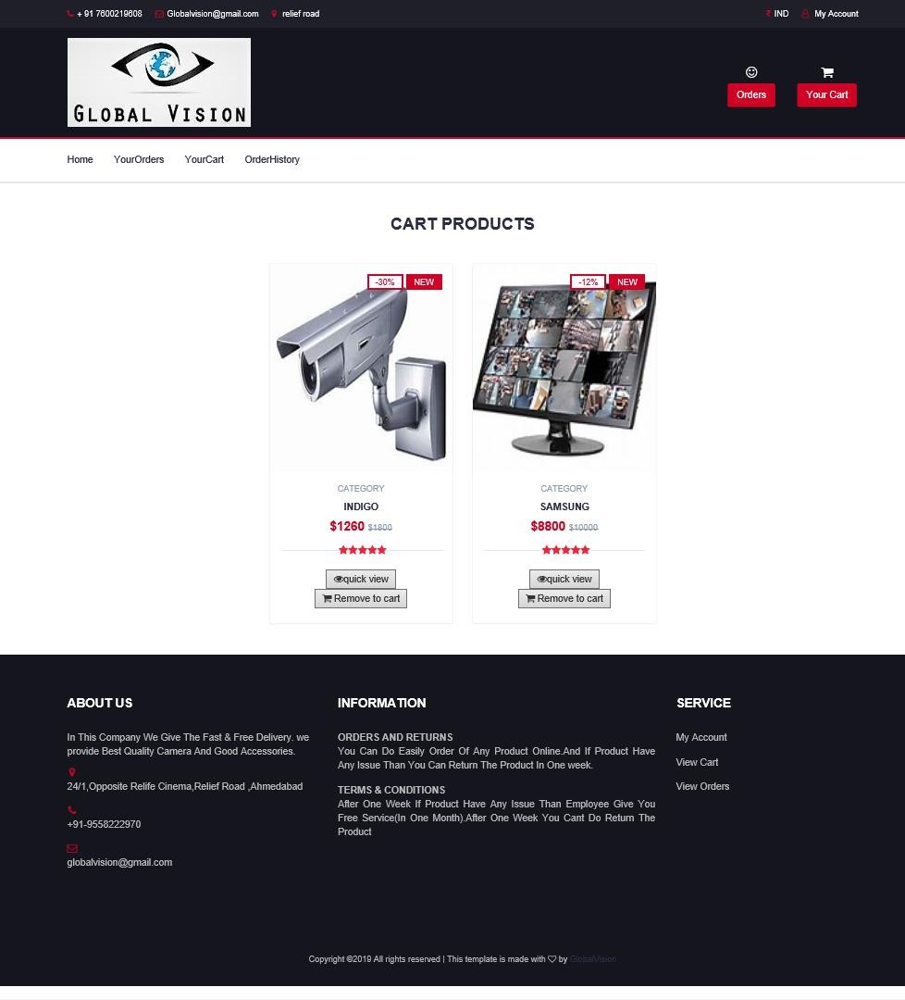 + 91 7600219608 Globalvision@gmail.com relief road
₹ IND My Account
GLOBAL VISION
Orders
Your Cart
Home YourOrders YourCart OrderHistory
CART PRODUCTS
-30% NEW
CATEGORY
INDIGO
$1260 $1800
quick view
Remove to cart
-12% NEW
CATEGORY
SAMSUNG
$8800 $10000
quick view
Remove to cart
ABOUT US
In This Company We Give The Fast & Free Delivery. we
provide Best Quality Camera And Good Accessories.
24/1,Opposite Relife Cinema,Relief Road ,Ahmedabad
+91-9558222970
globalvision@gmail.com
INFORMATION
ORDERS AND RETURNS
You Can Do Easily Order Of Any Product Online.And If Product Have
Any Issue Than You Can Return The Product In One week.
TERMS & CONDITIONS
After One Week If Product Have Any Issue Than Employee Give You
Free Service(In One Month).After One Week You Cant Do Return The
Product
SERVICE
My Account
View Cart
View Orders
Copyright ©2019 All rights reserved | This template is made with ♡ by GlobalVision